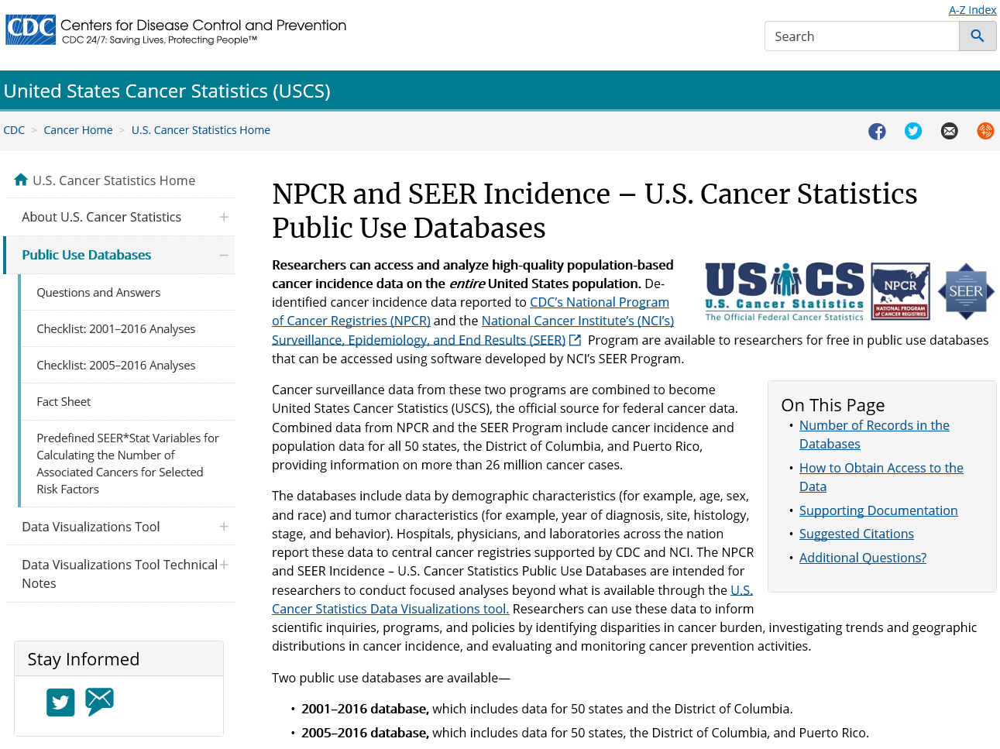 A-Z Index
CDC
Centers for Disease Control and Prevention
CDC 24/7: Saving Lives, Protecting People™
Search
United States Cancer Statistics (USCS)
CDC > Cancer Home > U.S. Cancer Statistics Home
U.S. Cancer Statistics Home
About U.S. Cancer Statistics
Public Use Databases
Questions and Answers
Checklist: 2001–2016 Analyses
Checklist: 2005–2016 Analyses
Fact Sheet
Predefined SEER*Stat Variables for
Calculating the Number of
Associated Cancers for Selected
Risk Factors
Data Visualizations Tool
Data Visualizations Tool Technical
Notes
Stay Informed
NPCR and SEER Incidence – U.S. Cancer Statistics
Public Use Databases
Researchers can access and analyze high-quality population-based
cancer incidence data on the entire United States population. De-
identified cancer incidence data reported to CDC’s National Program
of Cancer Registries (NPCR) and the National Cancer Institute’s (NCI’s)
Surveillance, Epidemiology, and End Results (SEER) Program are available to researchers for free in public use databases
that can be accessed using software developed by NCI’s SEER Program.
USCS
U.S. Cancer Statistics
The Official Federal Cancer Statistics
NPCR
NATIONAL PROGRAM
OF CANCER REGISTRIES
SEER
Cancer surveillance data from these two programs are combined to become
United States Cancer Statistics (USCS), the official source for federal cancer data.
Combined data from NPCR and the SEER Program include cancer incidence and
population data for all 50 states, the District of Columbia, and Puerto Rico,
providing information on more than 26 million cancer cases.
On This Page
• Number of Records in the
Databases
• How to Obtain Access to the
Data
• Supporting Documentation
• Suggested Citations
• Additional Questions?
The databases include data by demographic characteristics (for example, age, sex,
and race) and tumor characteristics (for example, year of diagnosis, site, histology,
stage, and behavior). Hospitals, physicians, and laboratories across the nation
report these data to central cancer registries supported by CDC and NCI. The NPCR
and SEER Incidence – U.S. Cancer Statistics Public Use Databases are intended for
researchers to conduct focused analyses beyond what is available through the U.S.
Cancer Statistics Data Visualizations tool. Researchers can use these data to inform
scientific inquiries, programs, and policies by identifying disparities in cancer burden, investigating trends and geographic
distributions in cancer incidence, and evaluating and monitoring cancer prevention activities.
Two public use databases are available—
• 2001–2016 database, which includes data for 50 states and the District of Columbia.
• 2005–2016 database, which includes data for 50 states, the District of Columbia, and Puerto Rico.